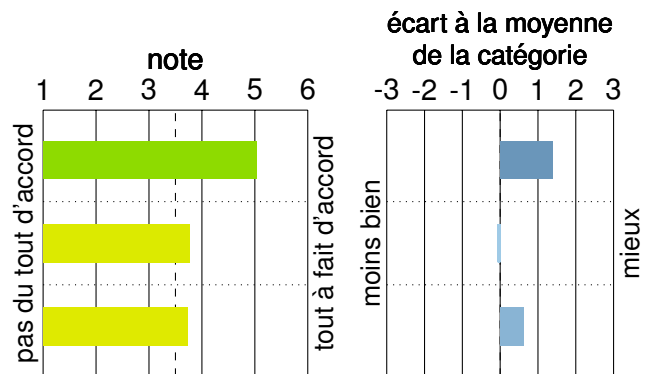 note
1 2 3 4 5 6
pas du tout d'accord
tout à fait d'accord
écart à la moyenne
de la catégorie
-3 -2 -1 0 1 2 3
moins bien
mieux